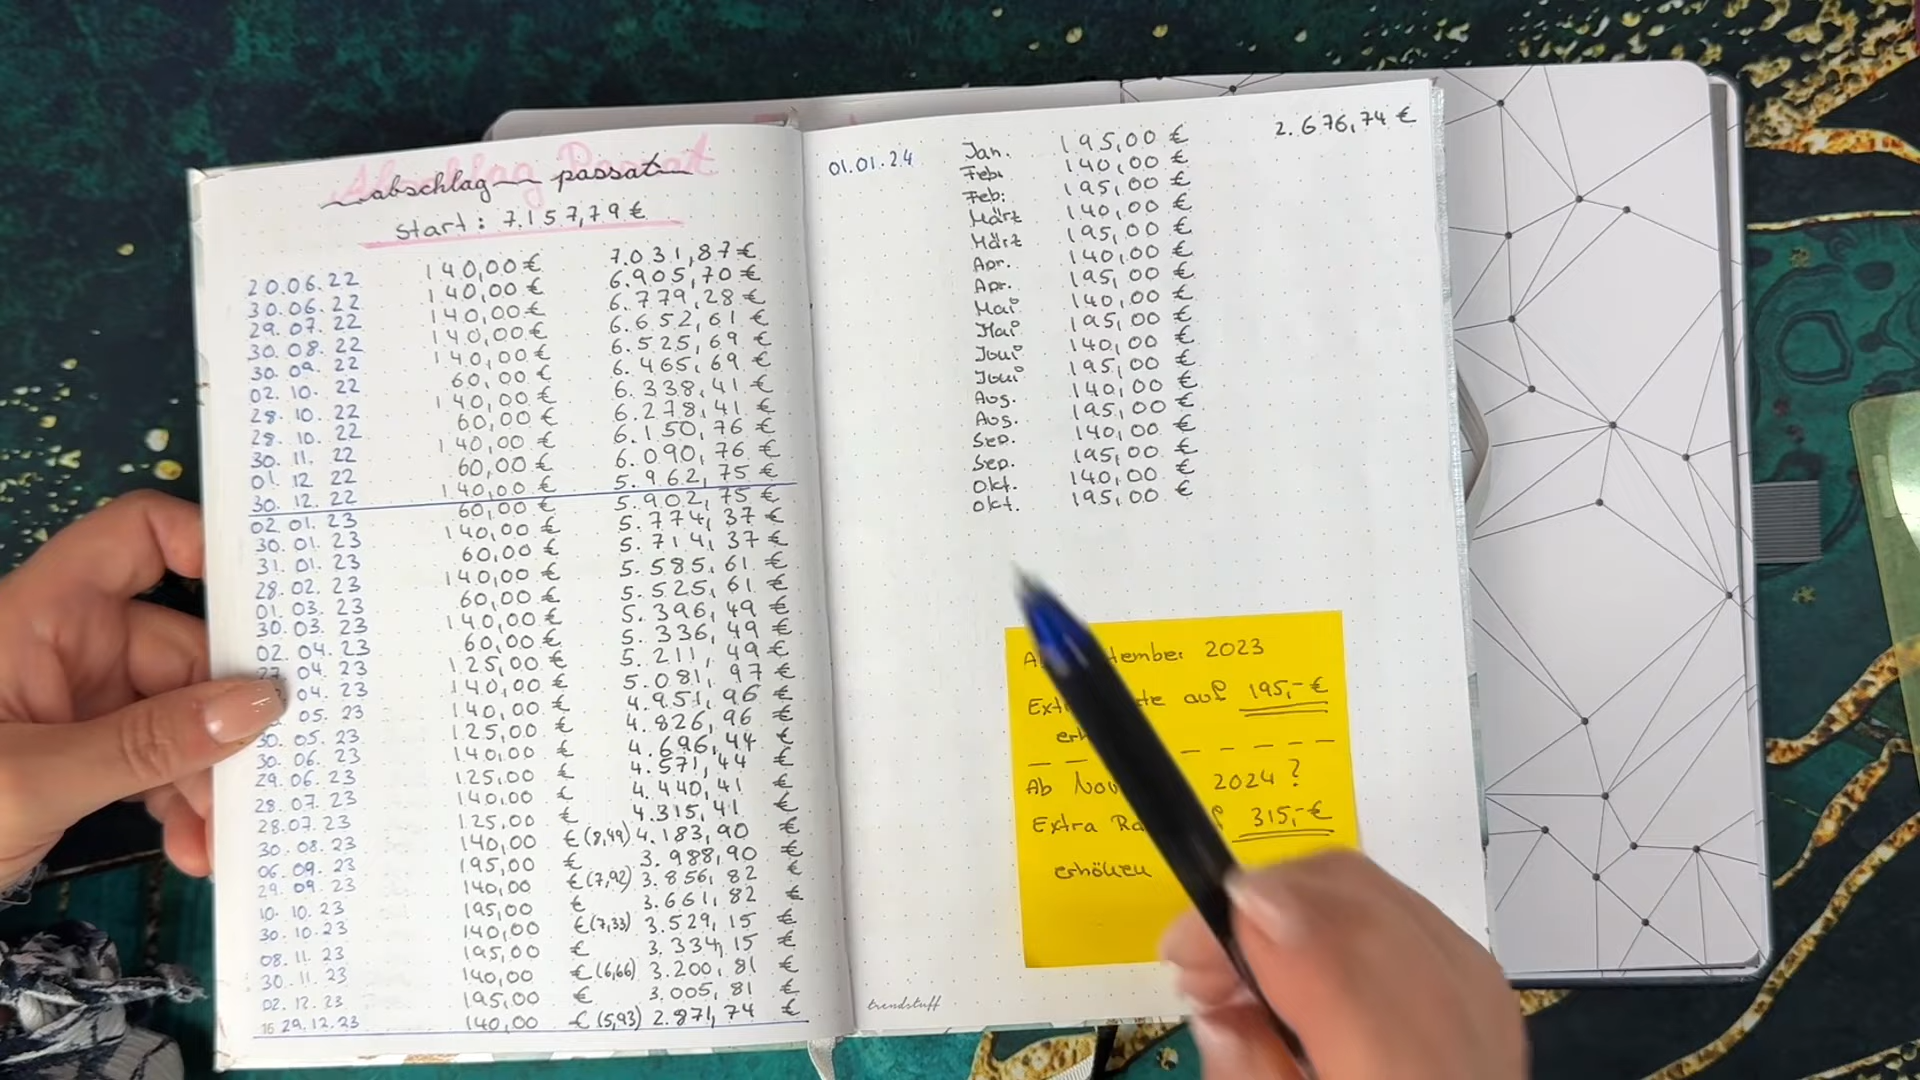 Abschlag Passat
abschlag passat
Start: 7.157,79 €
20.06.22 140,00 € 7.031,87 €
30.06.22 140,00 € 6.905,70 €
29.07.22 140,00 € 6.779,28 €
30.08.22 140,00 € 6.652,61 €
30.09.22 140,00 € 6.525,69 €
02.10.22 60,00 € 6.465,69 €
28.10.22 140,00 € 6.338,41 €
28.10.22 60,00 € 6.278,41 €
30.11.22 140,00 € 6.150,76 €
01.12 22 60,00 € 6.090,76 €
30.12.22 140,00 € 5.962,75 €
02.01.23 60,00 € 5.902,75 €
30.01.23 140,00 € 5.774,37 €
31.01.23 60,00 € 5.714,37 €
28.02.23 140,00 € 5.585,61 €
01.03.23 60,00 € 5.525,61 €
30.03.23 140,00 € 5.396,49 €
02.04.23 60,00 € 5.336,49 €
27.04.23 125,00 € 5.211,49 €
04.23 140,00 € 5.081,97 €
05.23 140,00 € 4.951,96 €
30.05.23 125,00 € 4.826,96 €
30.06.23 140,00 € 4.696,44 €
29.06.23 125,00 € 4.571,44 €
28.07.23 140,00 € 4.440,41 €
28.07.23 125,00 € 4.315,41 €
30.08.23 140,00 € (8,49) 4.183,90 €
06.09.23 195,00 € 3.988,90 €
29.09.23 140,00 € (7,92) 3.856,82 €
10.10.23 195,00 € 3.661,82 €
30.10.23 140,00 € (7,33) 3.529,15 €
08.11.23 195,00 € 3.334,15 €
30.11.23 140,00 € (6,66) 3.200,81 €
02.12.23 195,00 € 3.005,81 €
16 29.12.23 140,00 € (5,93) 2.871,74 €
01.01.24 Jan. 195,00 € 2.676,74 €
Feb. 140,00 €
Feb. 195,00 €
März 140,00 €
März 195,00 €
Apr. 140,00 €
Apr. 195,00 €
Mai 140,00 €
Mai 195,00 €
Juni 140,00 €
Juni 195,00 €
Aug. 140,00 €
Aug. 195,00 €
Sep. 140,00 €
Sep. 195,00 €
Okt. 140,00 €
Okt. 195,00 €
2023
auf 195,- €
Ab 2024?
Extra 315,- €
erhöhen
trendstuff